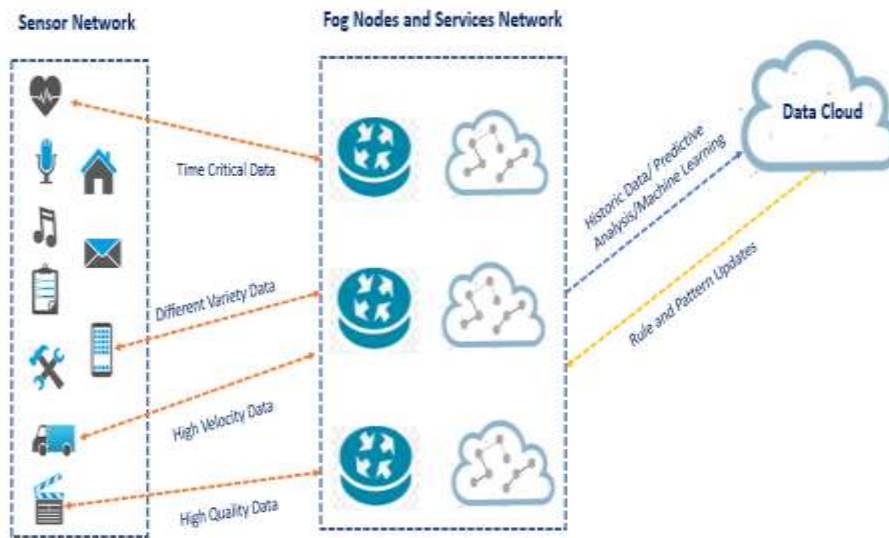 Sensor Network
Fog Nodes and Services Network
Data Cloud
Time Critical Data
Different Variety Data
High Velocity Data
High Quality Data
Historic Data/ Predictive
Analysis/Machine Learning
Rule and Pattern Updates